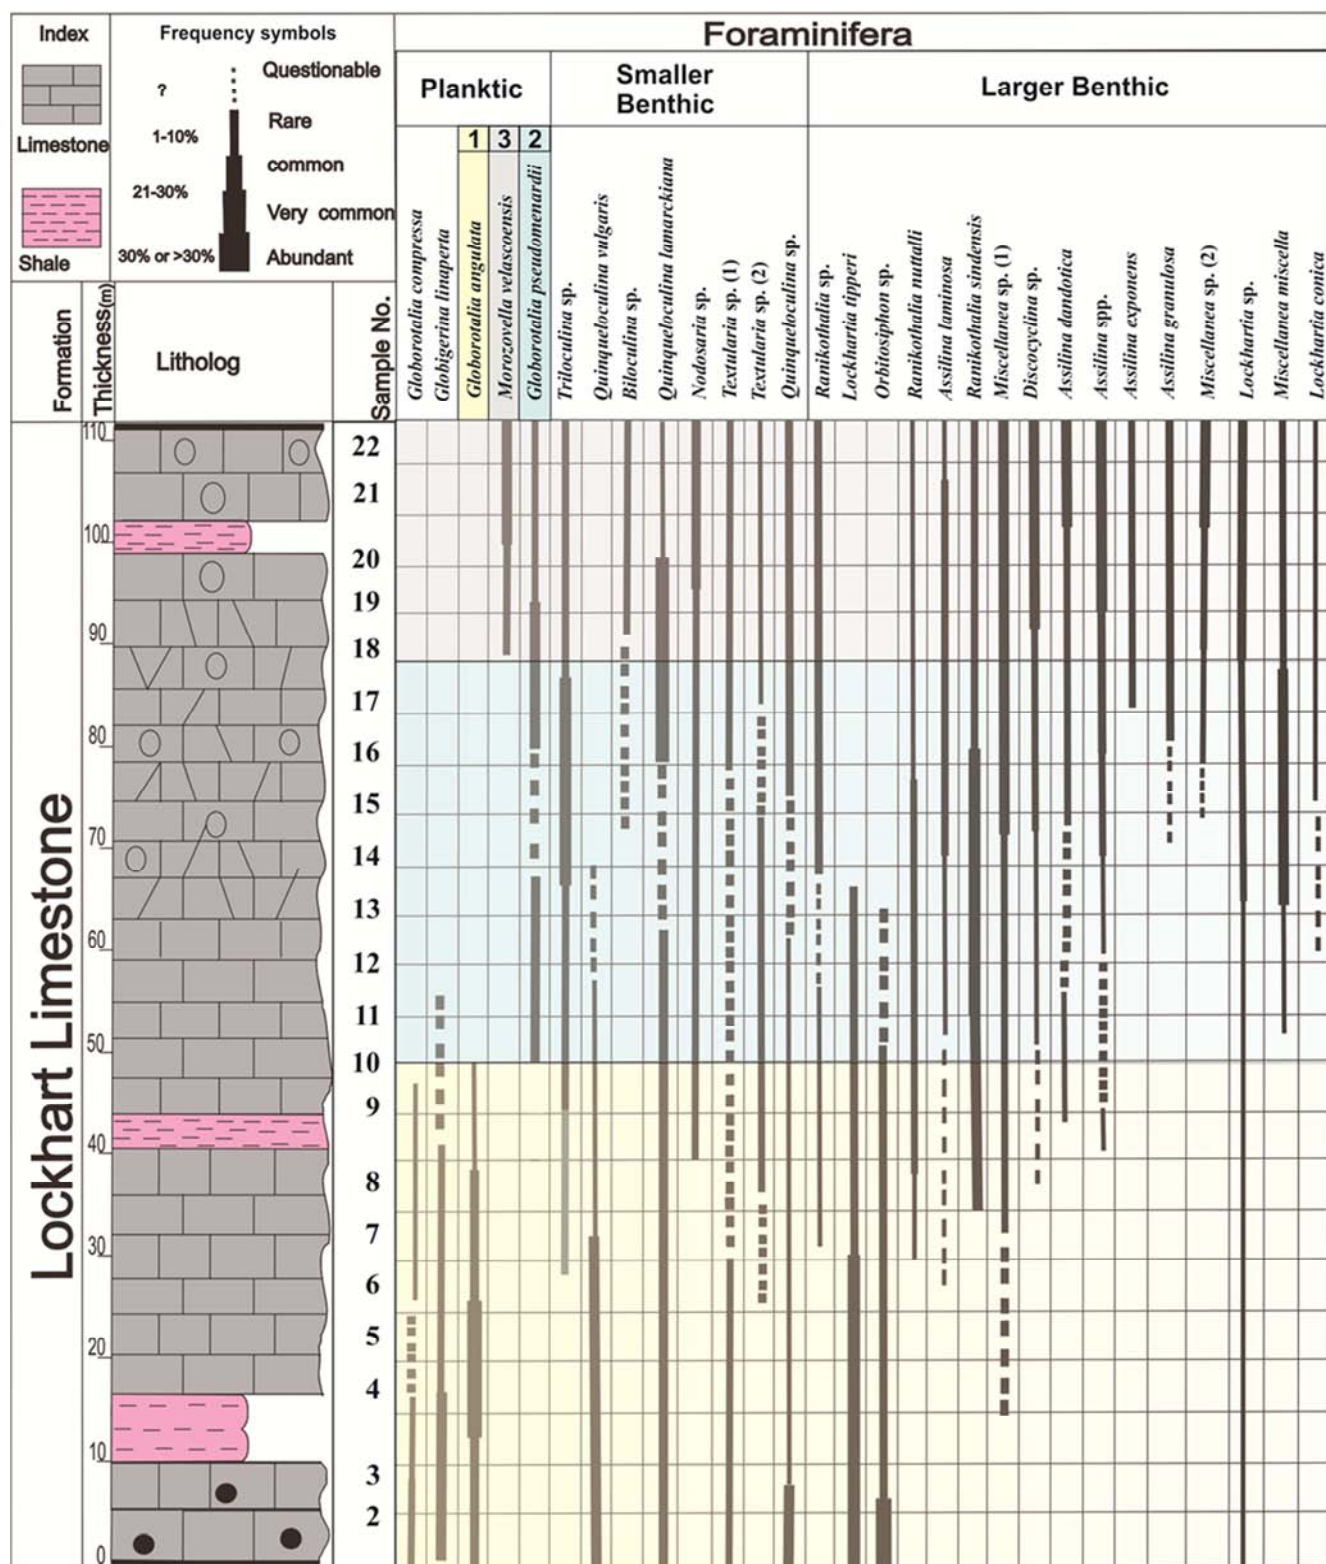 Index
Limestone
Shale
Frequency symbols
?
Questionable
1-10%
Rare
common
21-30%
Very common
30% or >30%
Abundant
Foraminifera
Planktic
Smaller
Benthic
Larger Benthic
1 3 2
Formation
Thickness(m)
Litholog
Sample No.
Globorotalia compressa
Globigerina linaperta
Globorotalia angulata
Morozovella velascoensis
Globorotalia pseudomenardii
Triloculina sp.
Quinqueloculina vulgaris
Biloculina sp.
Quinqueloculina lamarckiana
Nodosaria sp.
Textularia sp. (1)
Textularia sp. (2)
Quinqueloculina sp.
Ranikothalia sp.
Lockhartia tipperi
Orbitosiphon sp.
Ranikothalia nuttalli
Assilina laminosa
Ranikothalia sindensis
Miscellanea sp. (1)
Discocyclina sp.
Assilina dandotica
Assilina spp.
Assilina exponens
Assilina granulosa
Miscellanea sp. (2)
Lockhartia sp.
Miscellanea miscella
Lockhartia conica
Lockhart Limestone
110
100
90
80
70
60
50
40
30
20
10
0
22
21
20
19
18
17
16
15
14
13
12
11
10
9
8
7
6
5
4
3
2